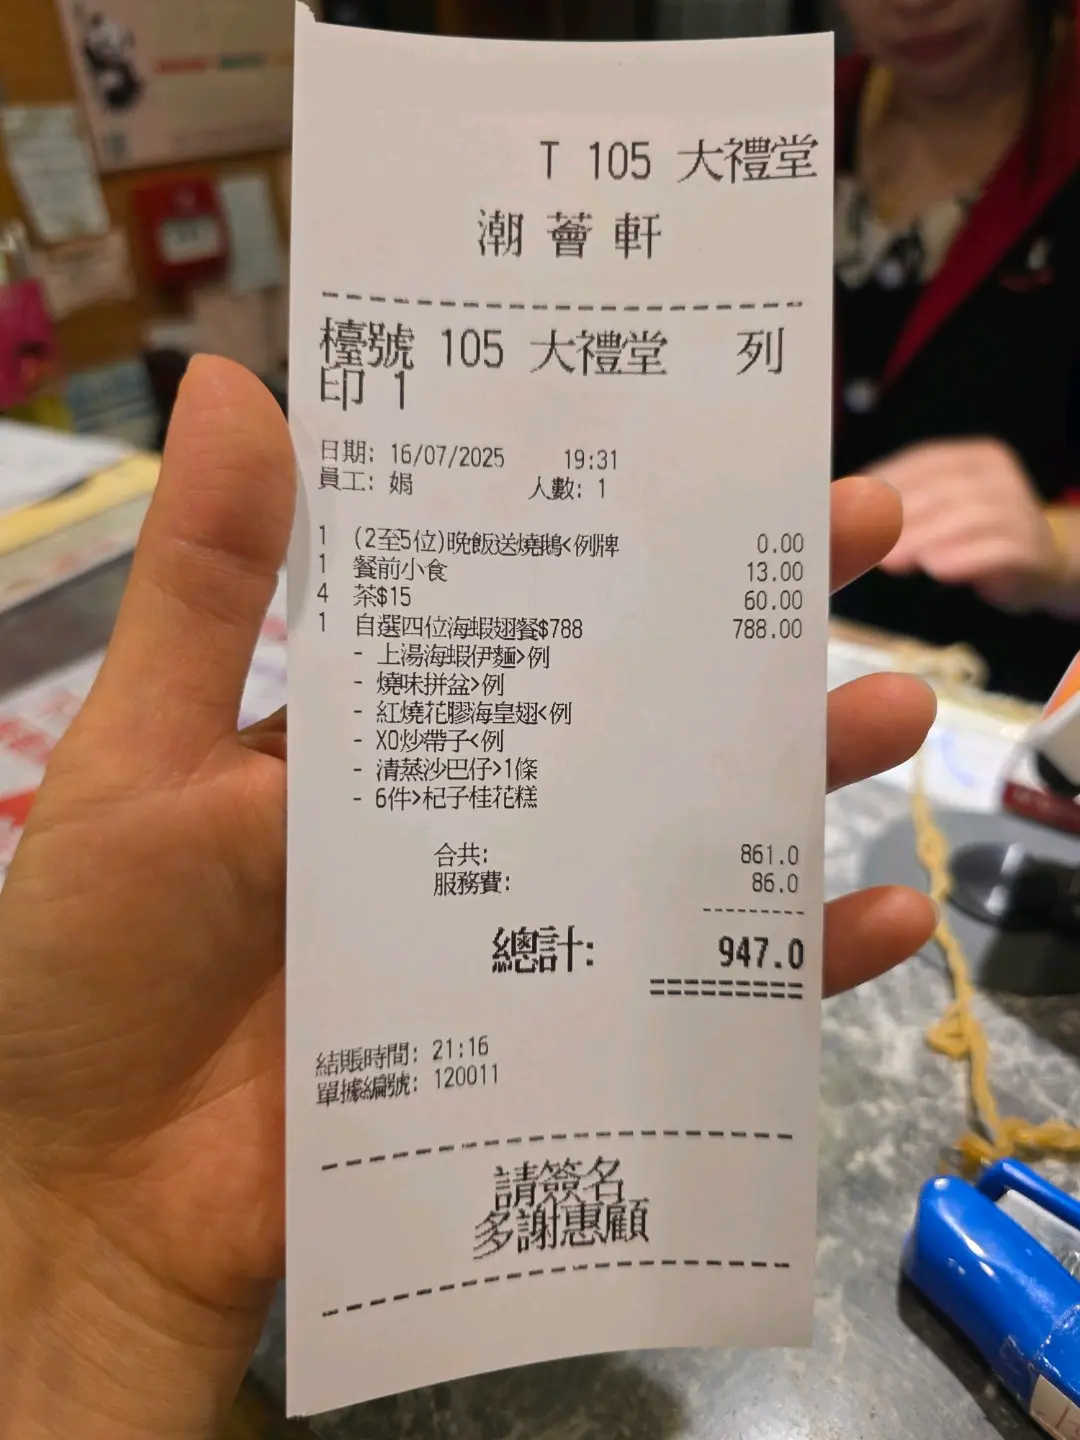 T 105 大禮堂
潮薈軒
檯號 105 大禮堂 列
印 1
日期: 16/07/2025 19:31
員工: 娟 人數: 1
1 (2至5位)晚飯送燒鵝<例牌 0.00
1 餐前小食 13.00
4 茶$15 60.00
1 自選四位海蝦翅餐$788 788.00
- 上湯海蝦伊麵>例
- 燒味拼盆>例
- 紅燒花膠海皇翅<例
- XO炒帶子<例
- 清蒸沙巴仔>1條
- 6件>杞子桂花糕
合共: 861.0
服務費: 86.0
總計: 947.0
結賬時間: 21:16
單據編號: 120011
請簽名
多謝惠顧